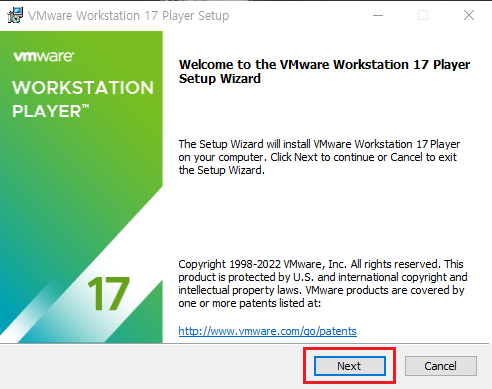 VMware Workstation 17 Player Setup
vmware®
WORKSTATION
PLAYER™
17
Welcome to the VMware Workstation 17 Player
Setup Wizard
The Setup Wizard will install VMware Workstation 17 Player
on your computer. Click Next to continue or Cancel to exit
the Setup Wizard.
Copyright 1998-2022 VMware, Inc. All rights reserved. This
product is protected by U.S. and international copyright and
intellectual property laws. VMware products are covered by
one or more patents listed at:
http://www.vmware.com/go/patents
Next
Cancel